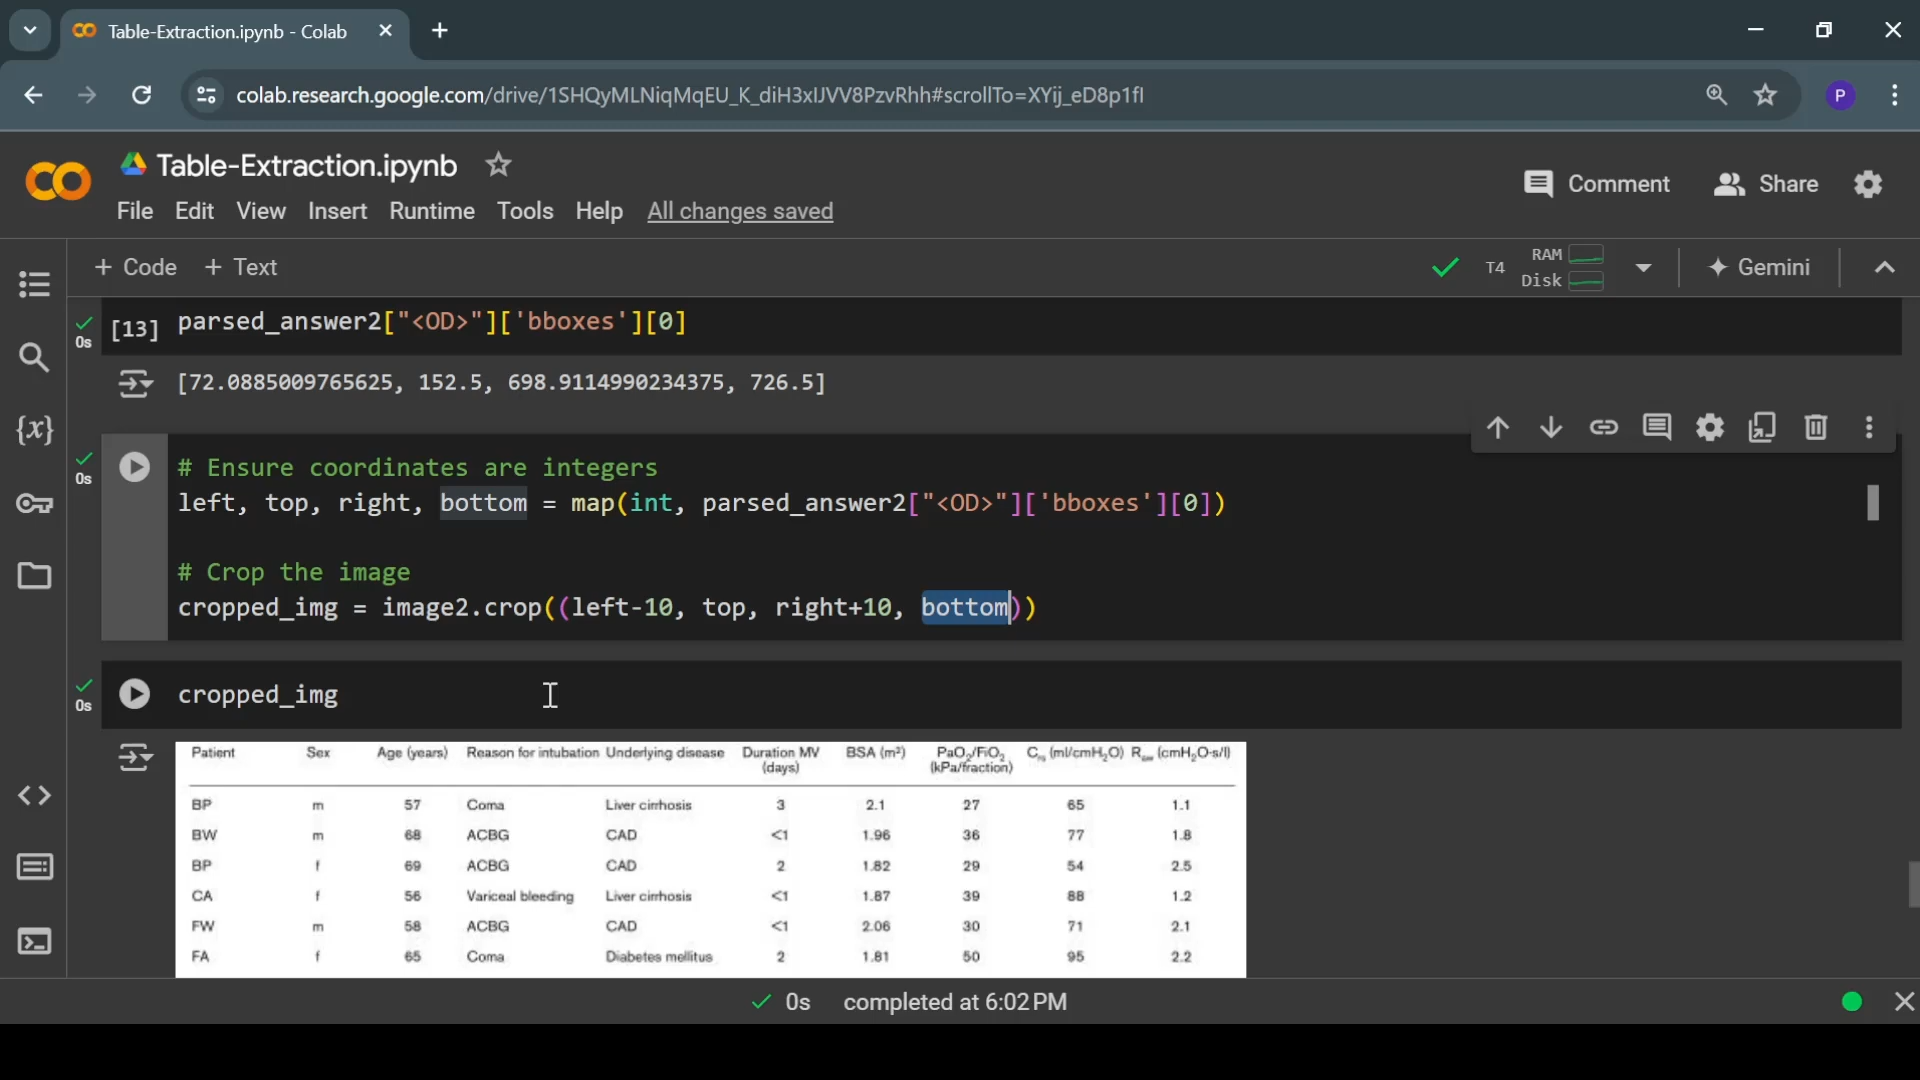 Table-Extraction.ipynb - Colab
colab.research.google.com/drive/1SHQyMLNiqMqEU_K_diH3xIJVV8PzvRhh#scrollTo=XYij_eD8p1fI
P
Table-Extraction.ipynb
Comment Share
File Edit View Insert Runtime Tools Help All changes saved
+ Code + Text
T4 RAM Disk Gemini
[13] parsed_answer2["<OD>"]['bboxes'][0]
0s
[72.0885009765625, 152.5, 698.9114990234375, 726.5]
# Ensure coordinates are integers
0s
left, top, right, bottom = map(int, parsed_answer2["<OD>"]['bboxes'][0])
# Crop the image
cropped_img = image2.crop((left-10, top, right+10, bottom))
cropped_img
0s
Patient Sex Age (years) Reason for intubation Underlying disease Duration MV (days) BSA (m²) PaO₂/FiO₂ (kPa/fraction) (ml/cmH₂O) (cmH₂O·s/l)
BP m 57 Coma Liver cirrhosis 3 2.1 27 65 1.1
BW m 68 ACBG CAD <1 1.96 36 77 1.8
BP f 69 ACBG CAD 2 1.82 29 54 2.5
CA f 56 Variceal bleeding Liver cirrhosis <1 1.87 39 88 1.2
FW m 58 ACBG CAD <1 2.06 30 71 2.1
FA f 65 Coma Diabetes mellitus 2 1.81 50 95 2.2
0s completed at 6:02 PM